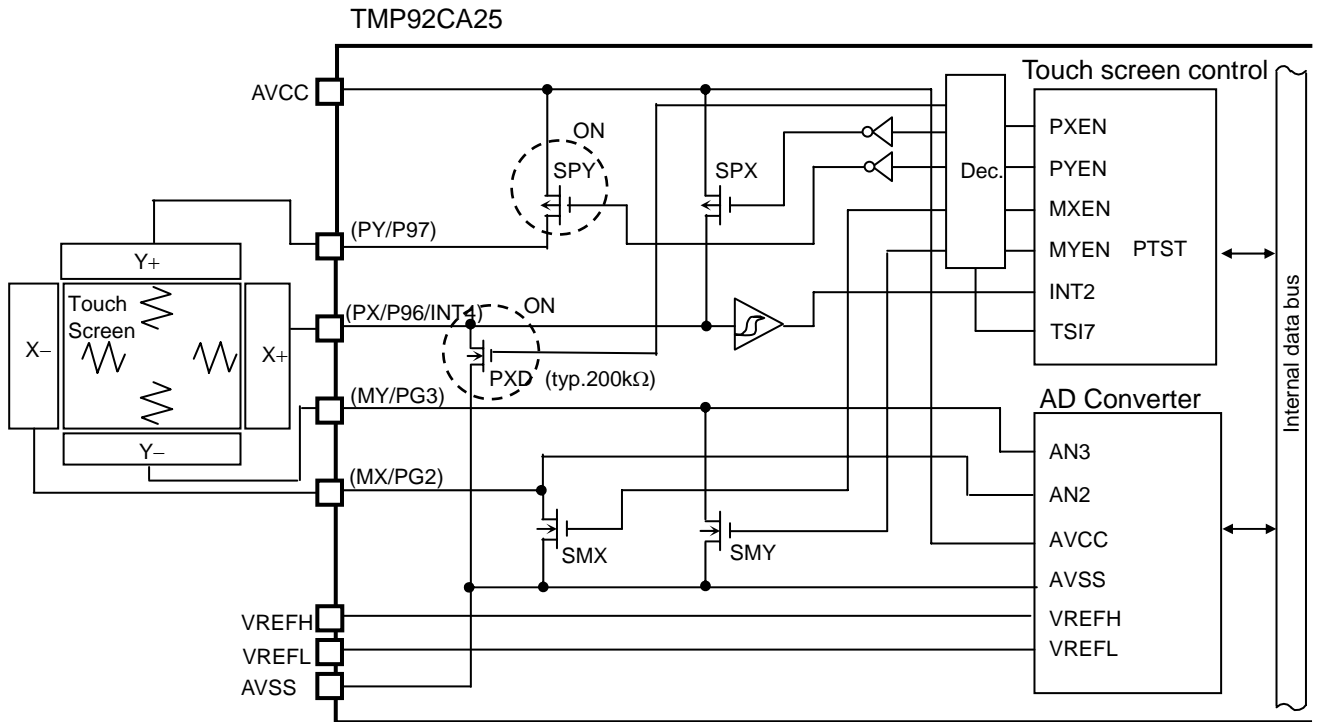 TMP92CA25
AVCC
ON
SPY
SPX
Dec.
Touch screen control
PXEN
PYEN
MXEN
MYEN PTST
INT2
TSI7
Internal data bus
(PY/P97)
Y+
Touch
Screen
X−
X+
Y−
(PX/P96/INT4)
ON
PXD (typ.200kΩ)
(MY/PG3)
(MX/PG2)
SMX
SMY
AD Converter
AN3
AN2
AVCC
AVSS
VREFH
VREFL
VREFH
VREFL
AVSS